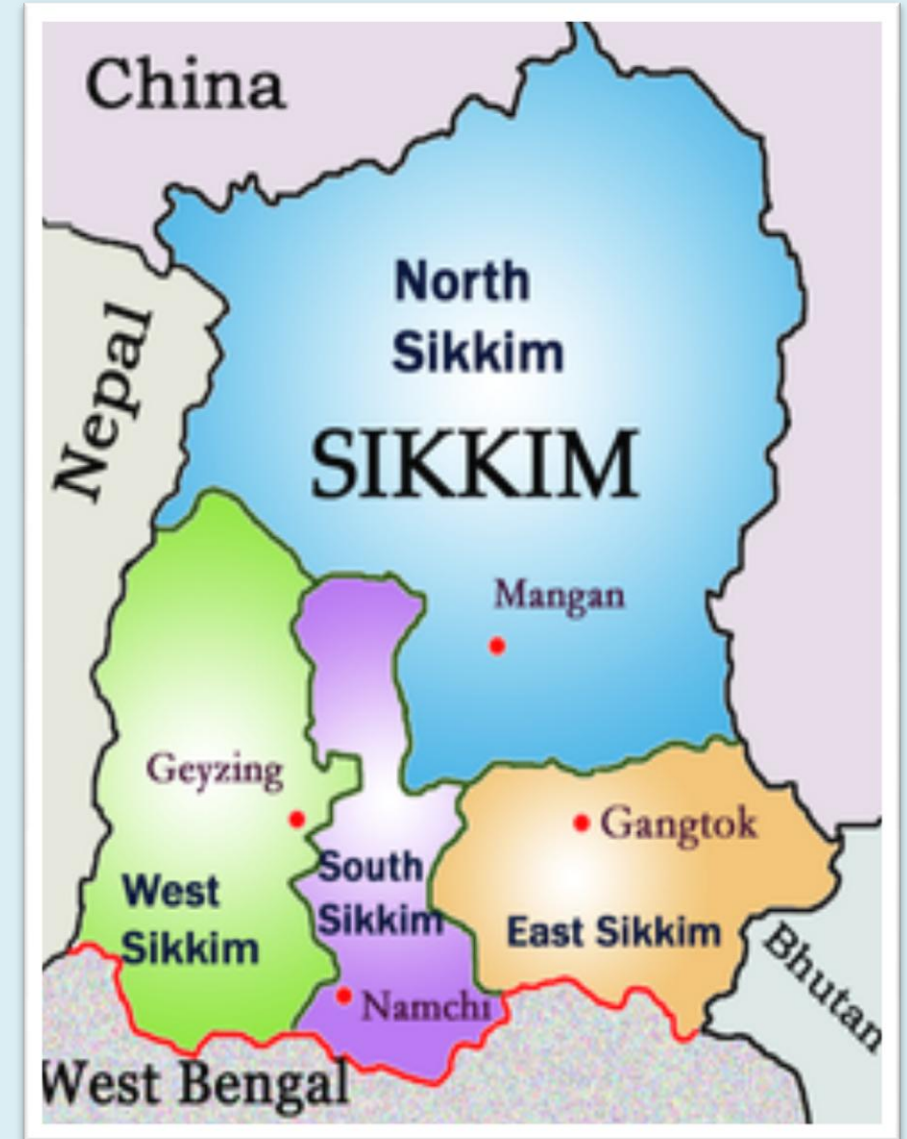 China
Nepal
North
Sikkim
SIKKIM
Mangan
Geyzing
Gangtok
South
Sikkim
West
Sikkim
East Sikkim
Bhutan
Namchi
West Bengal